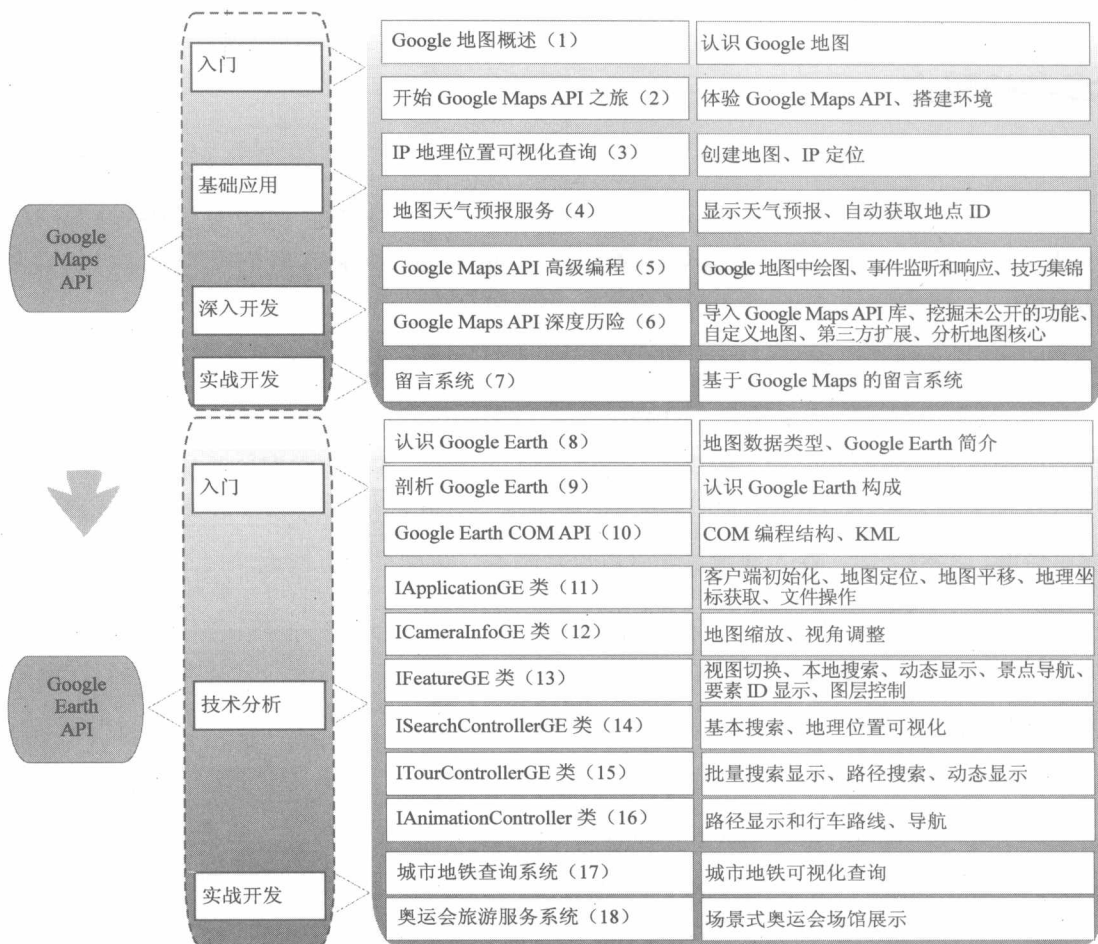 Google
Maps
API
入门
Google 地图概述（1）
认识 Google 地图
开始 Google Maps API 之旅（2）
体验 Google Maps API、搭建环境
基础应用
IP 地理位置可视化查询（3）
创建地图、IP 定位
地图天气预报服务（4）
显示天气预报、自动获取地点 ID
深入开发
Google Maps API 高级编程（5）
Google 地图中绘图、事件监听和响应、技巧集锦
Google Maps API 深度历险（6）
导入 Google Maps API 库、挖掘未公开的功能、
自定义地图、第三方扩展、分析地图核心
实战开发
留言系统（7）
基于 Google Maps 的留言系统
Google
Earth
API
入门
认识 Google Earth（8）
地图数据类型、Google Earth 简介
剖析 Google Earth（9）
认识 Google Earth 构成
Google Earth COM API（10）
COM 编程结构、KML
技术分析
IApplicationGE 类（11）
客户端初始化、地图定位、地图平移、地理坐
标获取、文件操作
ICameraInfoGE 类（12）
地图缩放、视角调整
IFeatureGE 类（13）
视图切换、本地搜索、动态显示、景点导航、
要素 ID 显示、图层控制
ISearchControllerGE 类（14）
基本搜索、地理位置可视化
ITourControllerGE 类（15）
批量搜索显示、路径搜索、动态显示
IAnimationController 类（16）
路径显示和行车路线、导航
实战开发
城市地铁查询系统（17）
城市地铁可视化查询
奥运会旅游服务系统（18）
场景式奥运会场馆展示